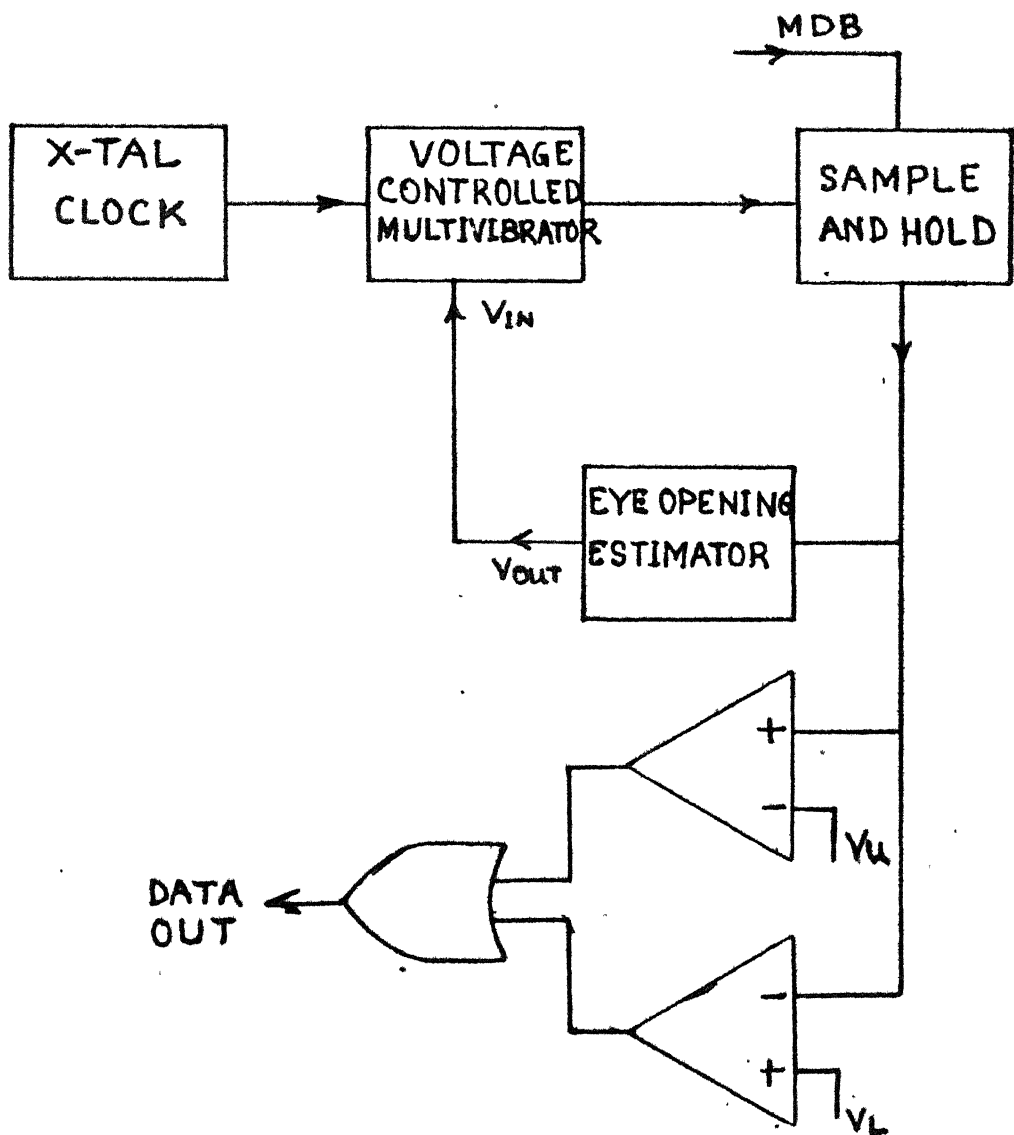 MDB
X-TAL
CLOCK
VOLTAGE
CONTROLLED
MULTIVIBRATOR
SAMPLE
AND HOLD
VIN
EYE OPENING
ESTIMATOR
VOUT
+
−
VU
DATA
OUT
−
+
VL